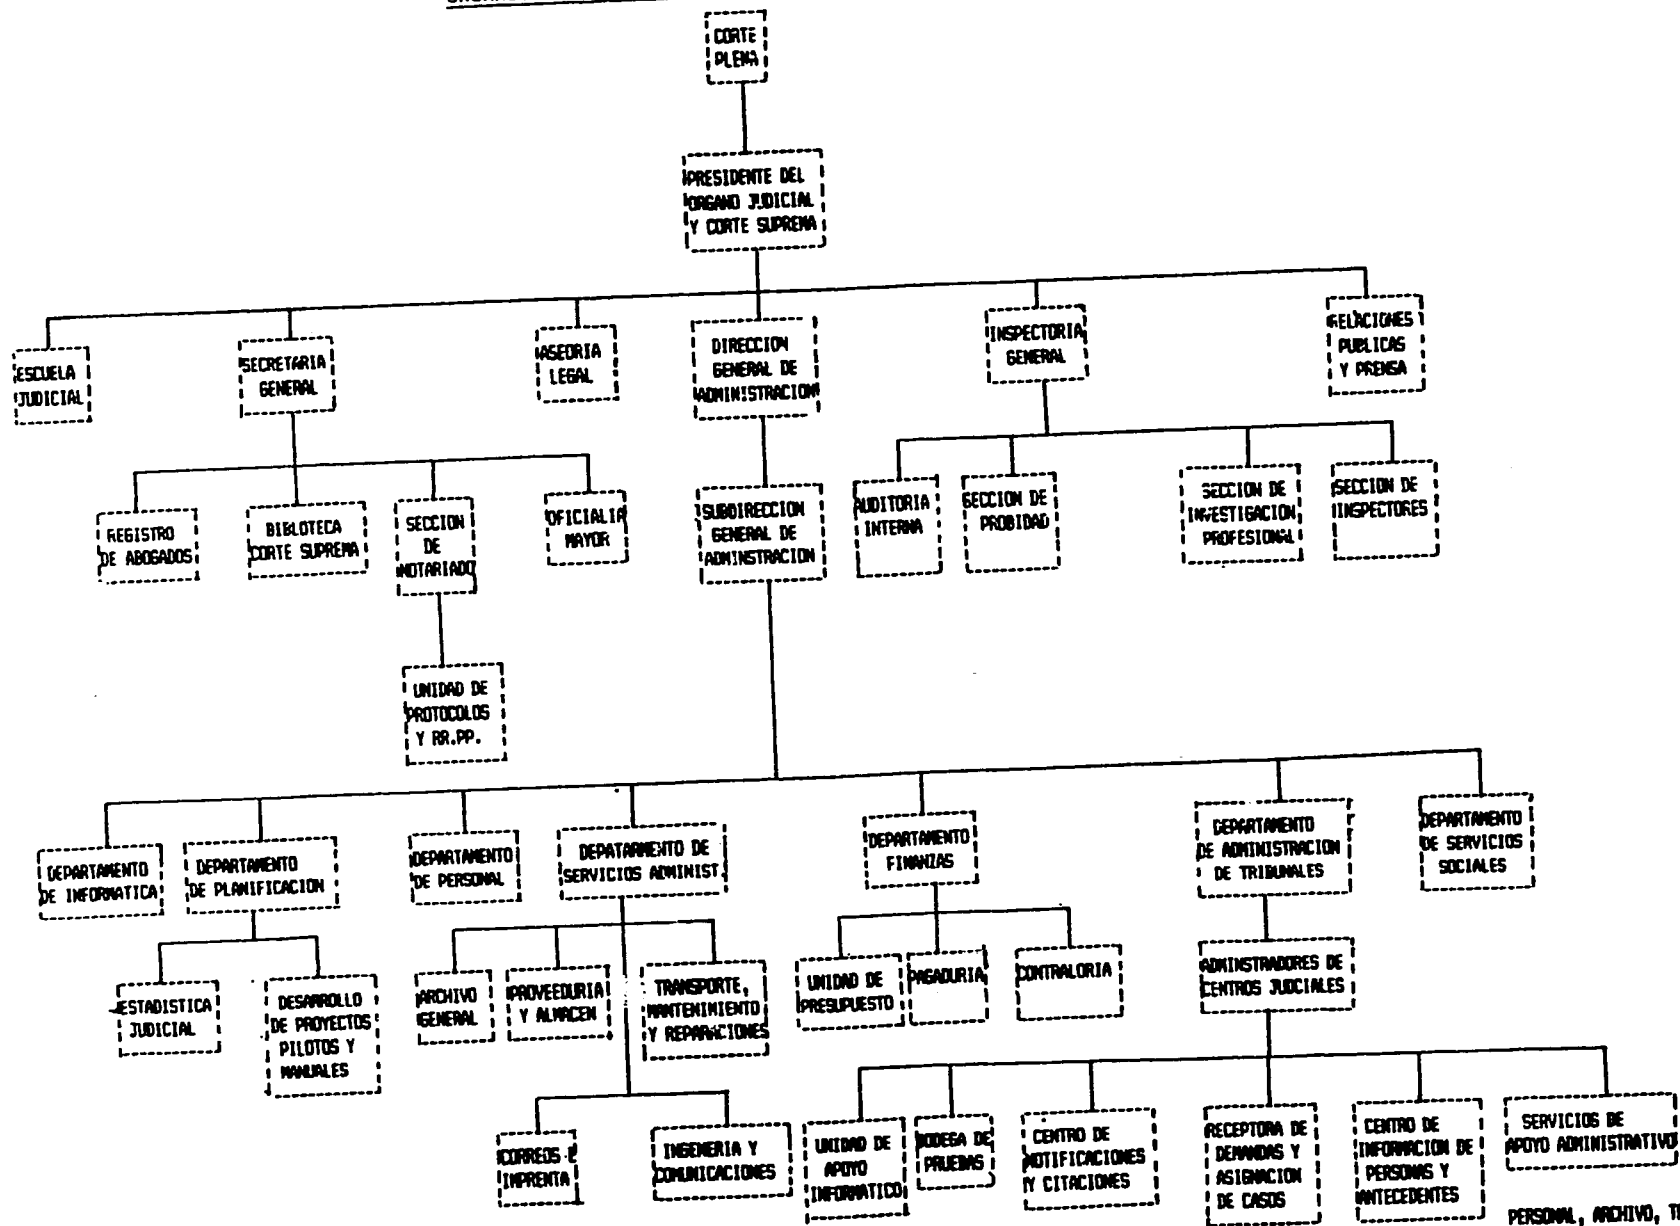 CORTE
PLENA
PRESIDENTE DEL
ORGANO JUDICIAL
Y CORTE SUPREMA
ESCUELA
JUDICIAL
SECRETARIA
GENERAL
ASEORIA
LEGAL
DIRECCION
GENERAL DE
ADMINISTRACION
INSPECTORIA
GENERAL
RELACIONES
PUBLICAS
Y PRENSA
REGISTRO
DE ABOGADOS
BIBLOTECA
CORTE SUPREMA
SECCION
DE
NOTARIADO
OFICIALIA
MAYOR
SUBDIRECCION
GENERAL DE
ADMINSTRACION
AUDITORIA
INTERNA
SECCION DE
PROBIDAD
SECCION DE
INVESTIGACION
PROFESIONAL
SECCION DE
INSPECTORES
UNIDAD DE
PROTOCOLOS
Y RR.PP.
DEPARTAMENTO
DE INFORMATICA
DEPARTAMENTO
DE PLANIFICACION
DEPARTAMENTO
DE PERSONAL
DEPATARMENTO DE
SERVICIOS ADMINIST.
DEPARTAMENTO
FINANZAS
DEPARTAMENTO
DE ADMINISTRACION
DE TRIBUNALES
DEPARTAMENTO
DE SERVICIOS
SOCIALES
ESTADISTICA
JUDICIAL
DESARROLLO
DE PROYECTOS
PILOTOS Y
MANUALES
ARCHIVO
GENERAL
PROVEEDURIA
Y ALMACEN
TRANSPORTE,
MANTENIMIENTO
Y REPARACIONES
UNIDAD DE
PRESUPUESTO
PAGADURIA
CONTRALORIA
ADMINSTRADORES DE
CENTROS JUDCIALES
CORREOS E
IMPRENTA
INGENERIA Y
COMUNICACIONES
UNIDAD DE
APOYO
INFORMATICO
BODEGA DE
PRUEBAS
CENTRO DE
NOTIFICACIONES
Y CITACIONES
RECEPTORA DE
DEMANDAS Y
ASIGNACION
DE CASOS
CENTRO DE
INFORMACION DE
PERSONAS Y
ANTECEDENTES
SERVICIOS DE
APOYO ADMINISTRATIVO
PERSONAL, ARCHIVO,